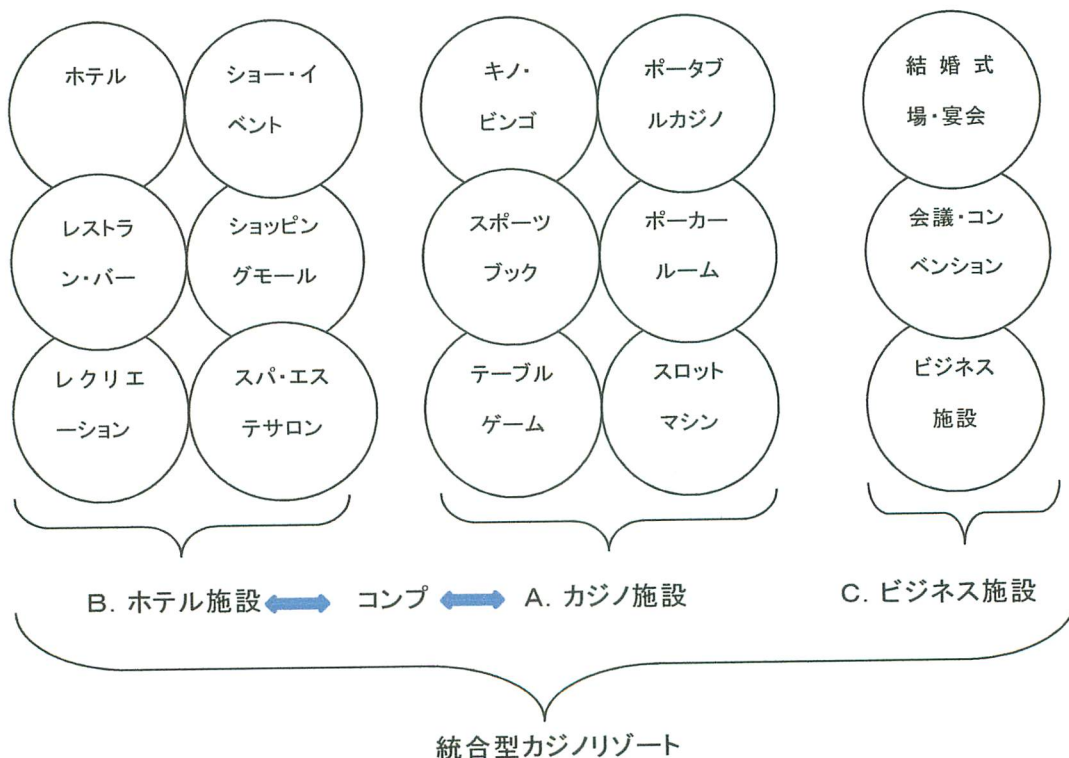 ホテル
ショー・イ
ベント
レストラ
ン・バー
ショッピン
グモール
レクリエ
ーション
スパ・エス
テサロン
キノ・
ビンゴ
ポータブ
ルカジノ
スポーツ
ブック
ポーカー
ルーム
テーブル
ゲーム
スロット
マシン
結 婚 式
場・宴会
会議・コン
ベンション
ビジネス
施設
B. ホテル施設 コンプ A. カジノ施設 C. ビジネス施設
統合型カジノリゾート